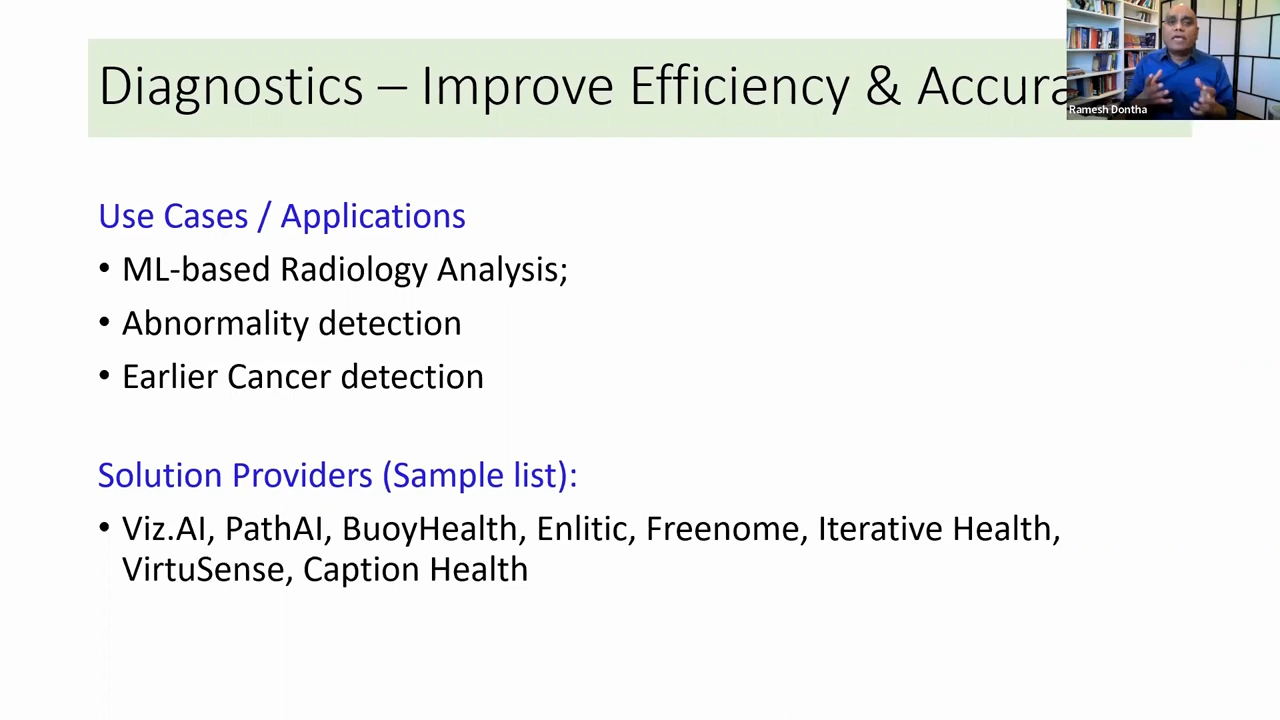 Diagnostics – Improve Efficiency & Accura
Ramesh Dontha
Use Cases / Applications
• ML-based Radiology Analysis;
• Abnormality detection
• Earlier Cancer detection
Solution Providers (Sample list):
• Viz.AI, PathAI, BuoyHealth, Enlitic, Freenome, Iterative Health,
VirtuSense, Caption Health